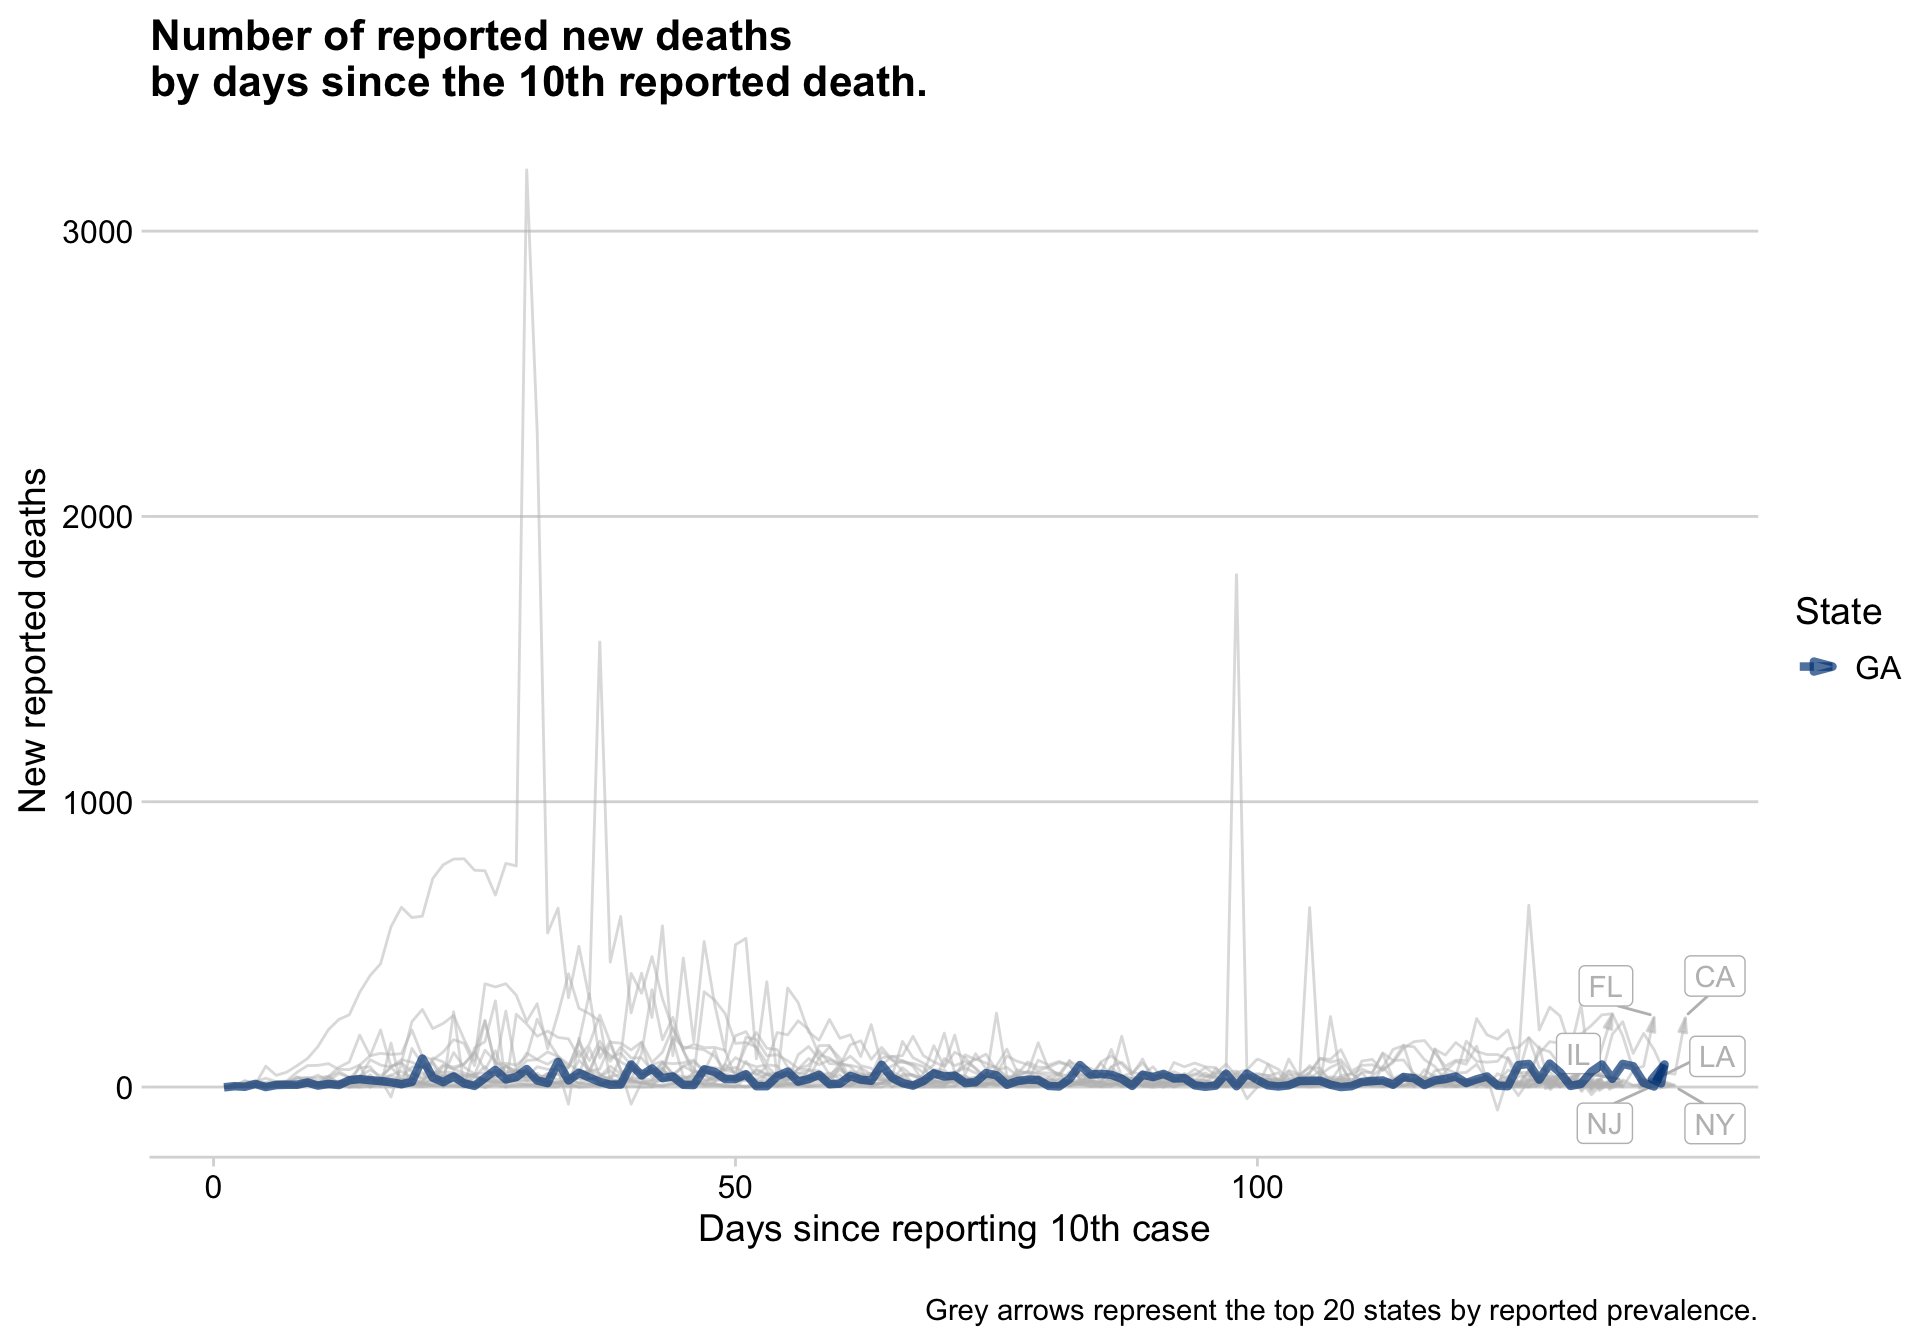 Number of reported new deaths
by days since the 10th reported death.
New reported deaths
3000
2000
1000
0
0
50
100
Days since reporting 10th case
FL
CA
IL
LA
NJ
NY
State
GA
Grey arrows represent the top 20 states by reported prevalence.